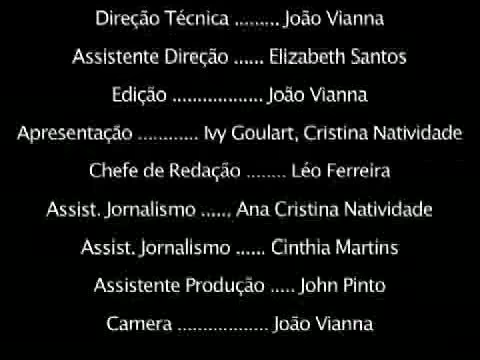 Direção Técnica ......... João Vianna
Assistente Direção ...... Elizabeth Santos
Edição .................. João Vianna
Apresentação ............ Ivy Goulart, Cristina Natividade
Chefe de Redação ........ Léo Ferreira
Assist. Jornalismo ...... Ana Cristina Natividade
Assist. Jornalismo ...... Cinthia Martins
Assistente Produção ..... John Pinto
Camera .................. João Vianna